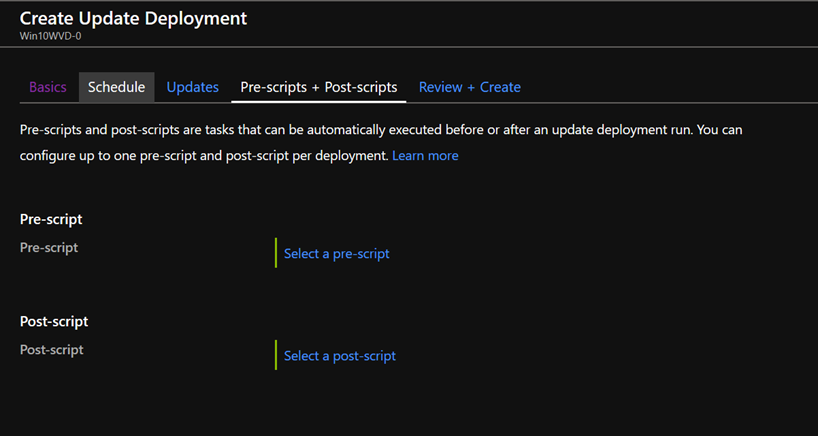 Create Update Deployment
Win10WVD-0
Basics Schedule Updates Pre-scripts + Post-scripts Review + Create
Pre-scripts and post-scripts are tasks that can be automatically executed before or after an update deployment run. You can
configure up to one pre-script and post-script per deployment. Learn more
Pre-script
Pre-script Select a pre-script
Post-script
Post-script Select a post-script